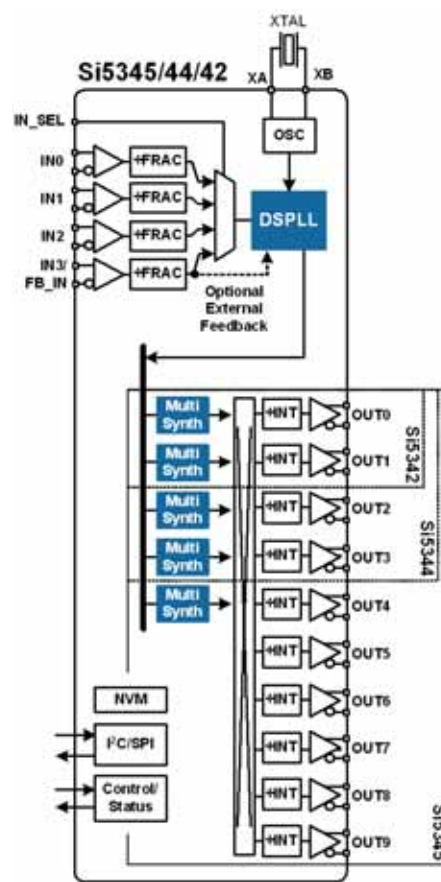 XTAL
Si5345/44/42
XA
XB
IN_SEL
OSC
IN0
÷FRAC
IN1
÷FRAC
DSPLL
IN2
÷FRAC
IN3/
FB_IN
÷FRAC
Optional
External
Feedback
Multi
Synth
÷INT
OUT0
Multi
Synth
÷INT
OUT1
Si5342
Multi
Synth
÷INT
OUT2
Multi
Synth
÷INT
OUT3
Si5344
Multi
Synth
÷INT
OUT4
÷INT
OUT5
NVM
÷INT
OUT6
I²C/SPI
÷INT
OUT7
Control/
Status
÷INT
OUT8
÷INT
OUT9
Si5345